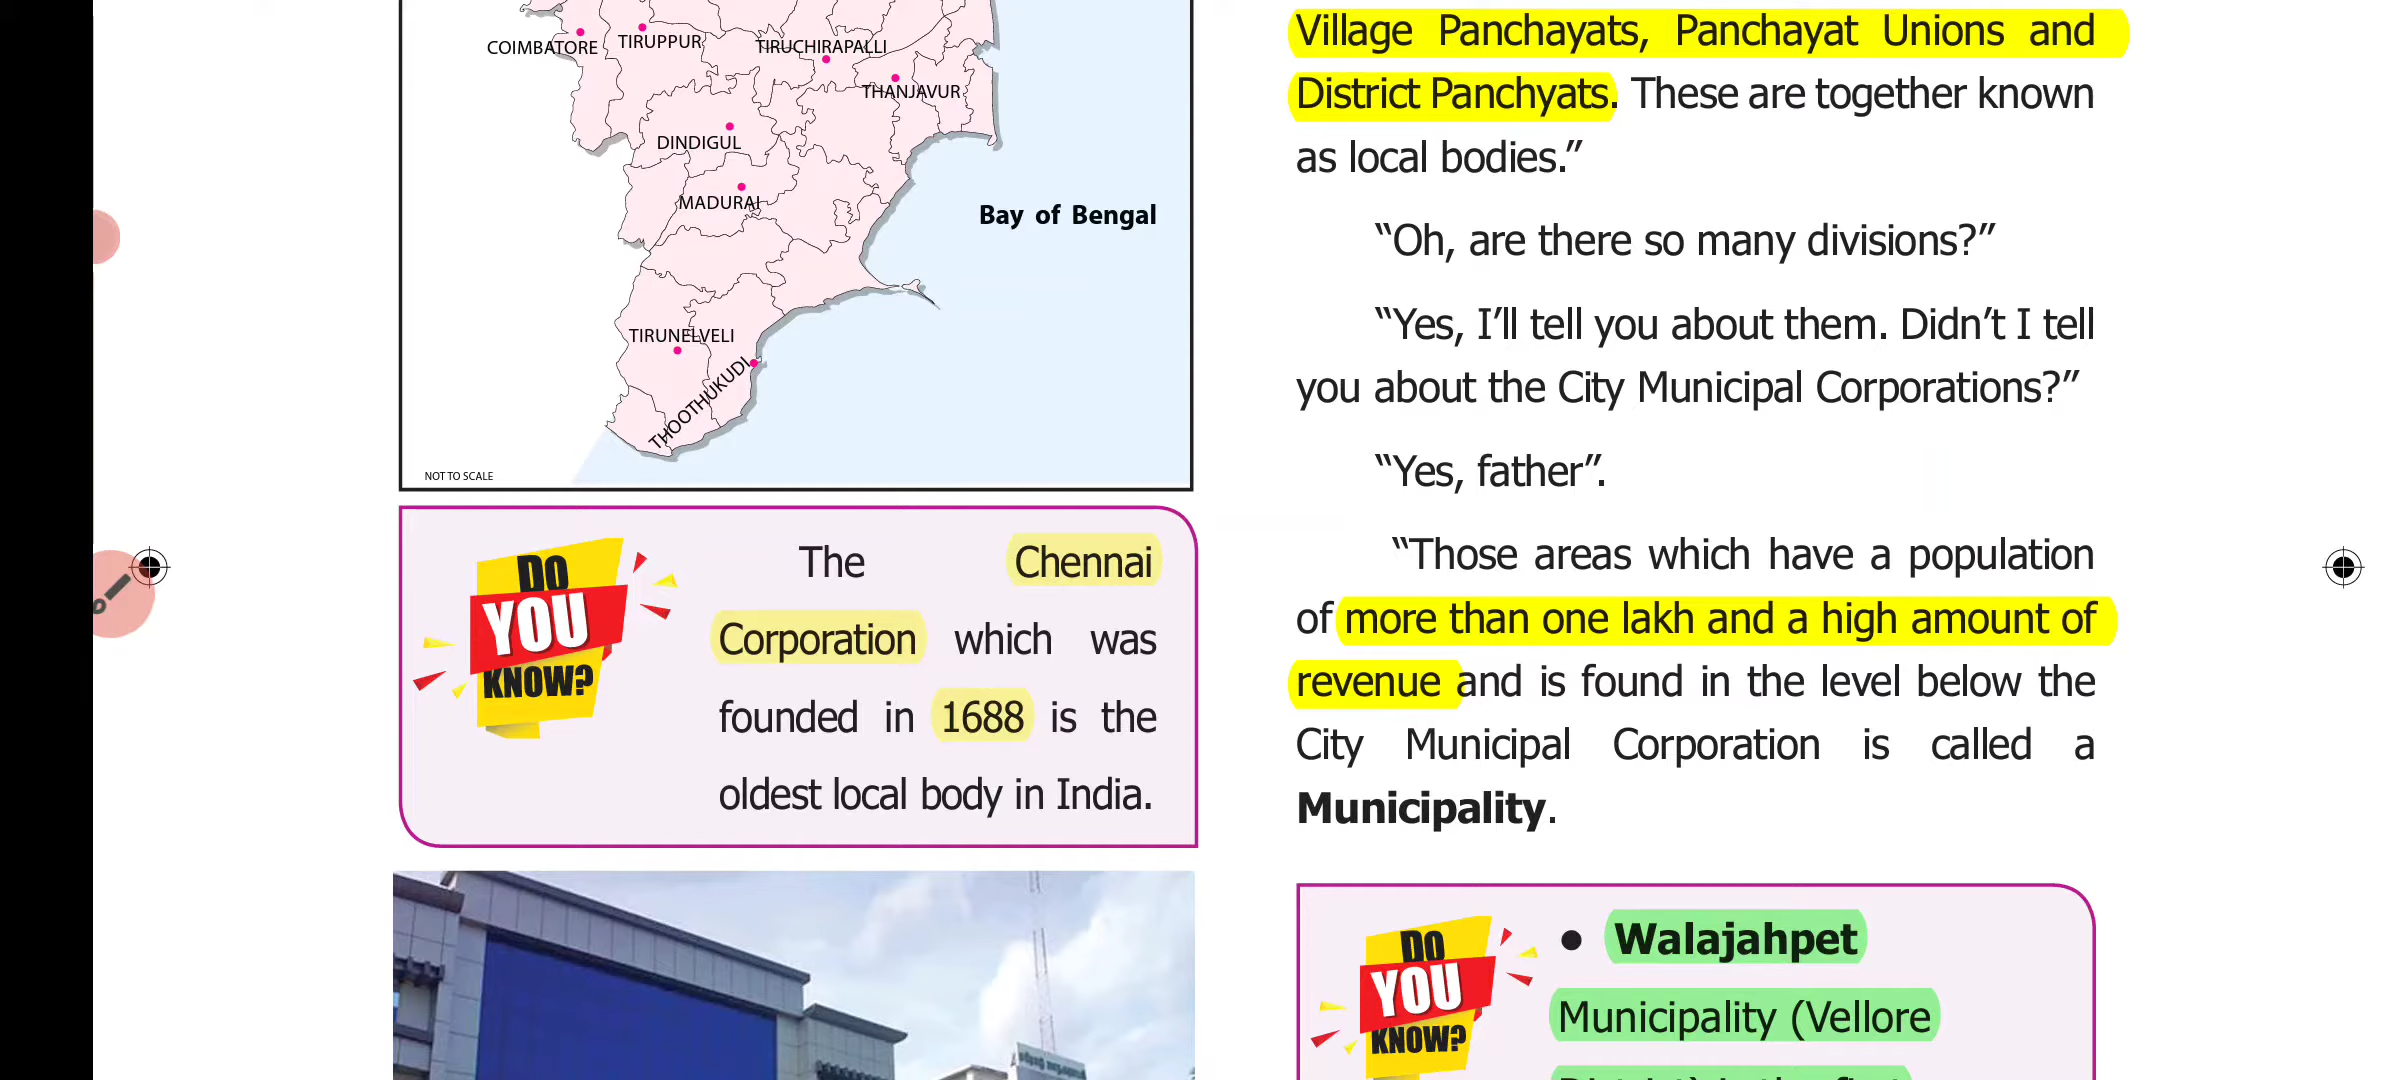 COIMBATORE
TIRUPPUR
TIRUCHIRAPALLI
THANJAVUR
DINDIGUL
MADURAI
Bay of Bengal
TIRUNELVELI
THOOTHUKUDI
NOT TO SCALE
DO
YOU
KNOW?
The Chennai
Corporation which was
founded in 1688 is the
oldest local body in India.
Village Panchayats, Panchayat Unions and
District Panchyats. These are together known
as local bodies.”
“Oh, are there so many divisions?”
“Yes, I’ll tell you about them. Didn’t I tell
you about the City Municipal Corporations?”
“Yes, father”.
“Those areas which have a population
of more than one lakh and a high amount of
revenue and is found in the level below the
City Municipal Corporation is called a
Municipality.
DO
YOU
KNOW?
● Walajahpet
Municipality (Vellore
District) is the first